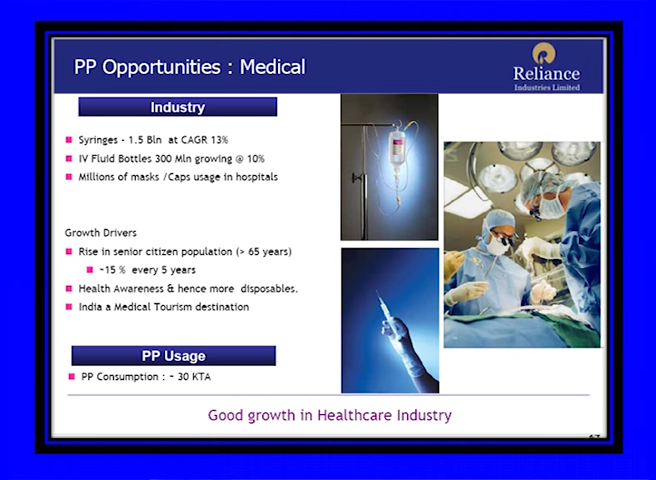 PP Opportunities : Medical
Reliance
Industries Limited
Industry
Syringes - 1.5 Bln at CAGR 13%
IV Fluid Bottles 300 Mln growing @ 10%
Millions of masks /Caps usage in hospitals
Growth Drivers
Rise in senior citizen population (> 65 years)
~15 % every 5 years
Health Awareness & hence more disposables.
India a Medical Tourism destination
PP Usage
PP Consumption : ~ 30 KTA
Good growth in Healthcare Industry